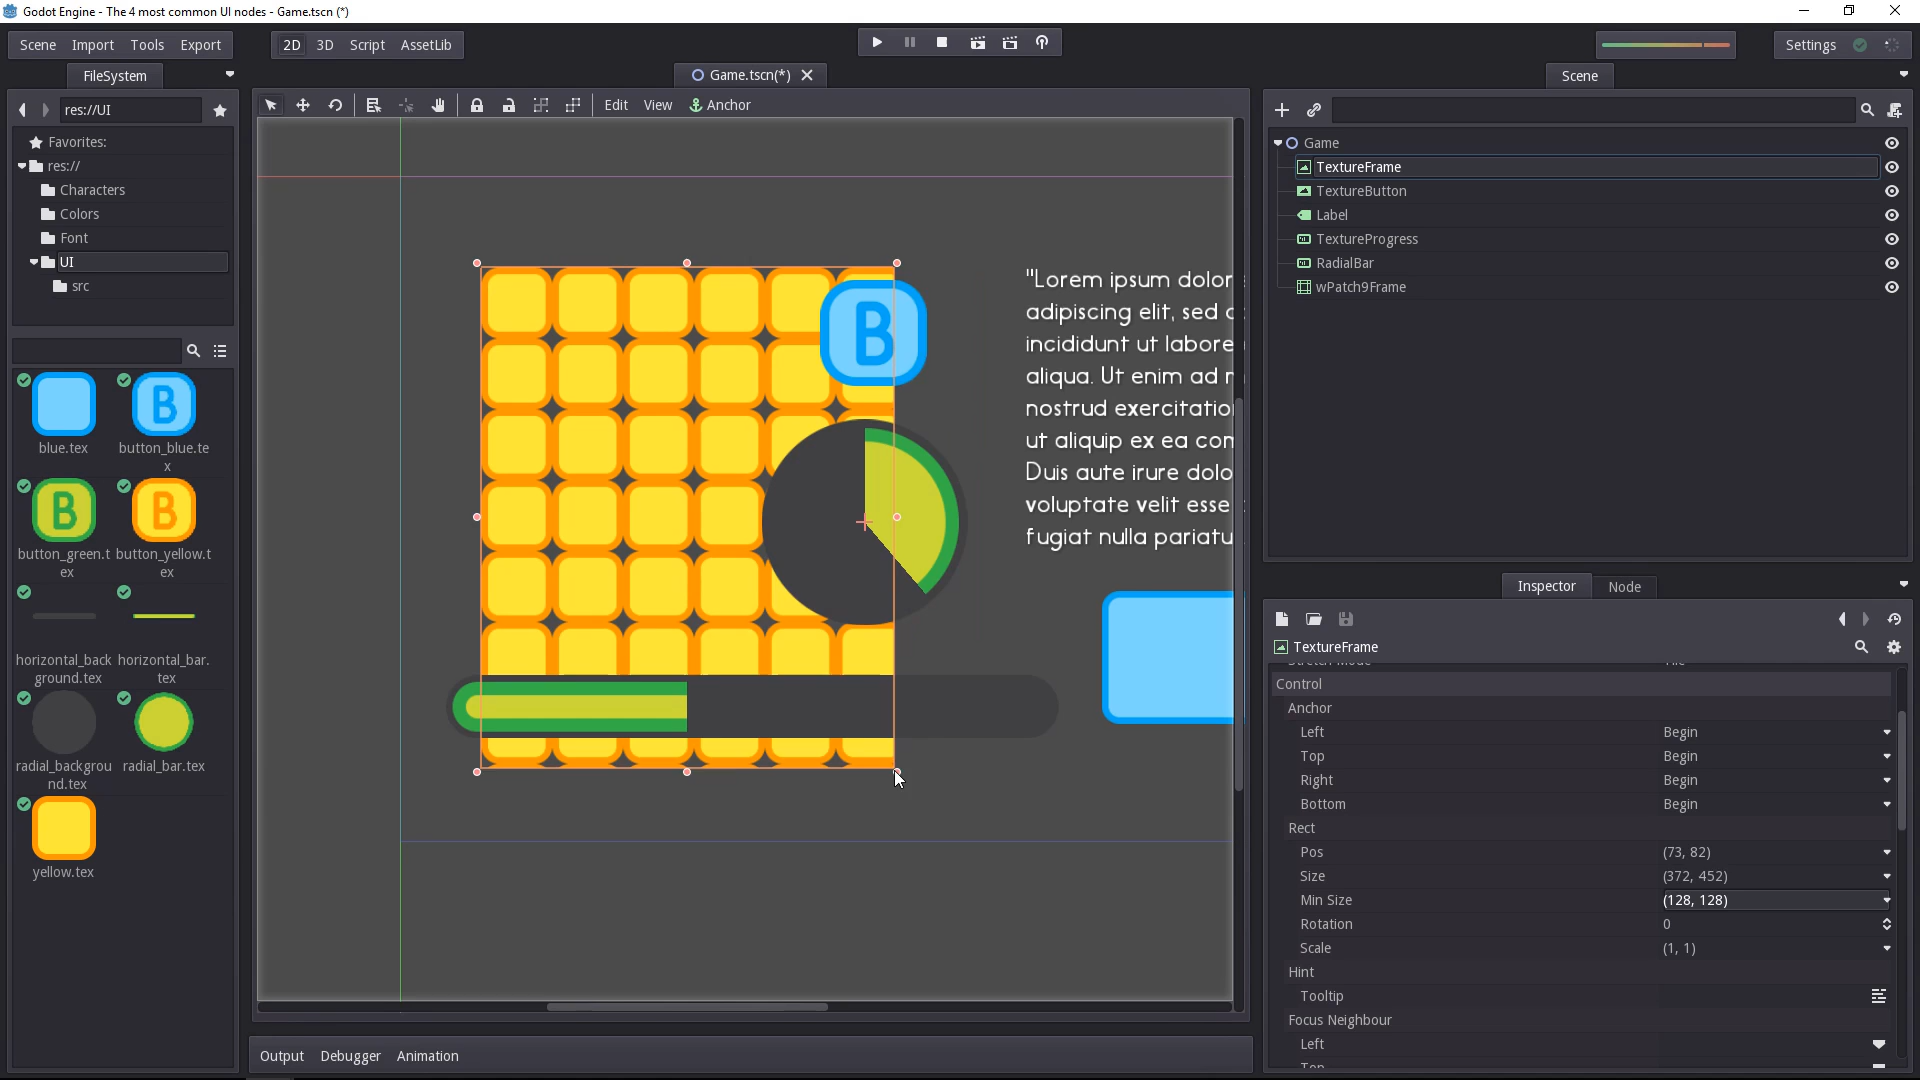 Godot Engine - The 4 most common UI nodes - Game.tscn (*)
Scene Import Tools Export
2D 3D Script AssetLib
Settings
FileSystem
Game.tscn(*)
Scene
res://UI
Edit View Anchor
Favorites:
res://
Characters
Colors
Font
UI
src
blue.tex
button_blue.te
x
button_green.t
ex
button_yellow.t
ex
horizontal_back
ground.tex
horizontal_bar.
tex
radial_backgrou
nd.tex
radial_bar.tex
yellow.tex
B
B
B
B
"Lorem ipsum dolor
adipiscing elit, sed
incididunt ut labore
aliqua. Ut enim ad
nostrud exercitation
ut aliquip ex ea
Duis aute irure
voluptate velit esse
fugiat nulla
Game
TextureFrame
TextureButton
Label
TextureProgress
RadialBar
wPatch9Frame
Inspector Node
TextureFrame
Stretch Mode Tile
Control
Anchor
Left Begin
Top Begin
Right Begin
Bottom Begin
Rect
Pos (73, 82)
Size (372, 452)
Min Size (128, 128)
Rotation 0
Scale (1, 1)
Hint
Tooltip
Focus Neighbour
Left
Top
Output Debugger Animation